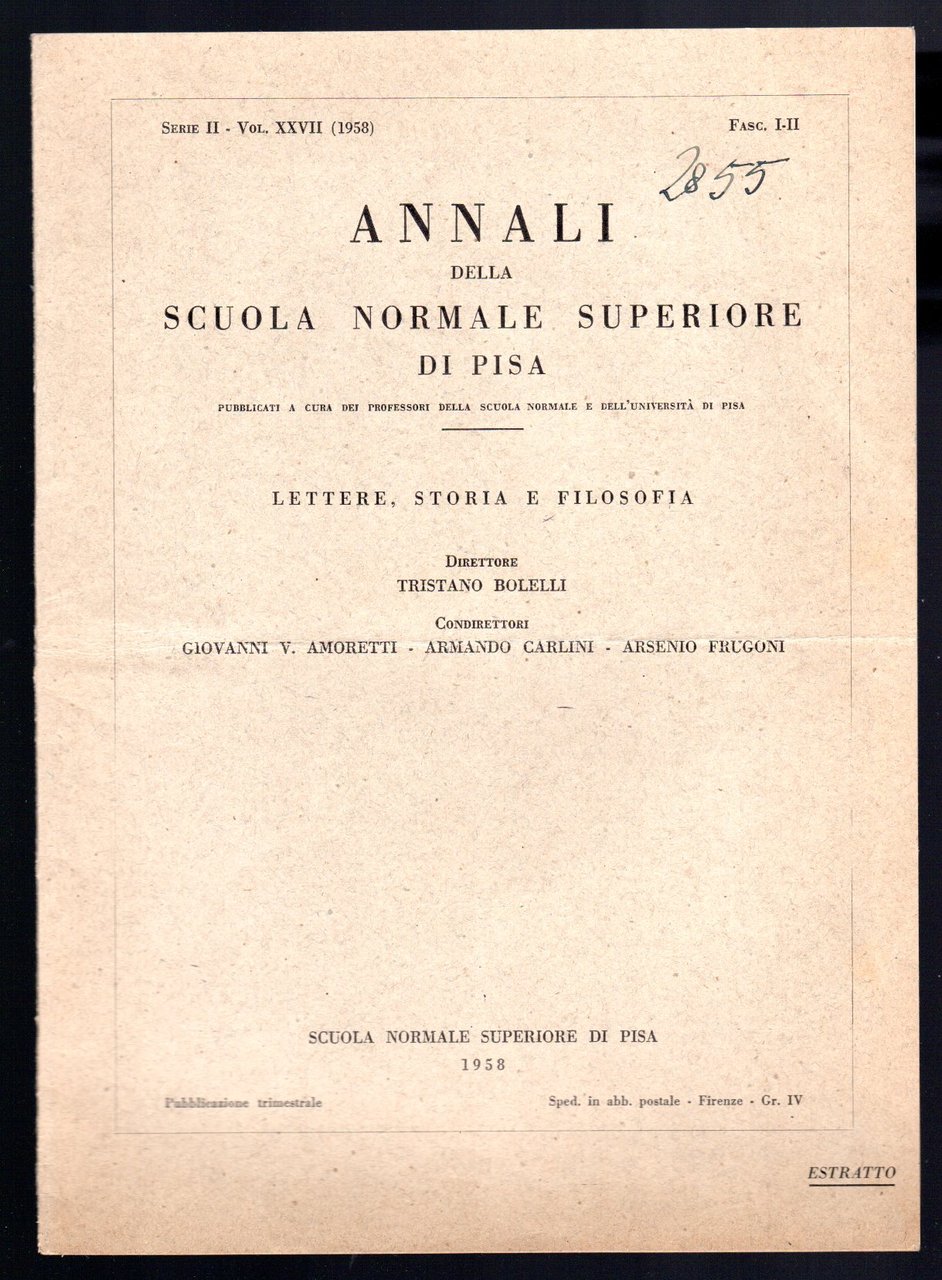 Serie II - Vol. XXVII (1958)
Fasc. I-II
2855
ANNALI
DELLA
SCUOLA NORMALE SUPERIORE
DI PISA
PUBBLICATI A CURA DEI PROFESSORI DELLA SCUOLA NORMALE E DELL'UNIVERSITÀ DI PISA
LETTERE, STORIA E FILOSOFIA
Direttore
TRISTANO BOLELLI
Condirettori
GIOVANNI V. AMORETTI - ARMANDO CARLINI - ARSENIO FRUGONI
SCUOLA NORMALE SUPERIORE DI PISA
1958
Pubblicazione trimestrale
Sped. in abb. postale - Firenze - Gr. IV
ESTRATTO